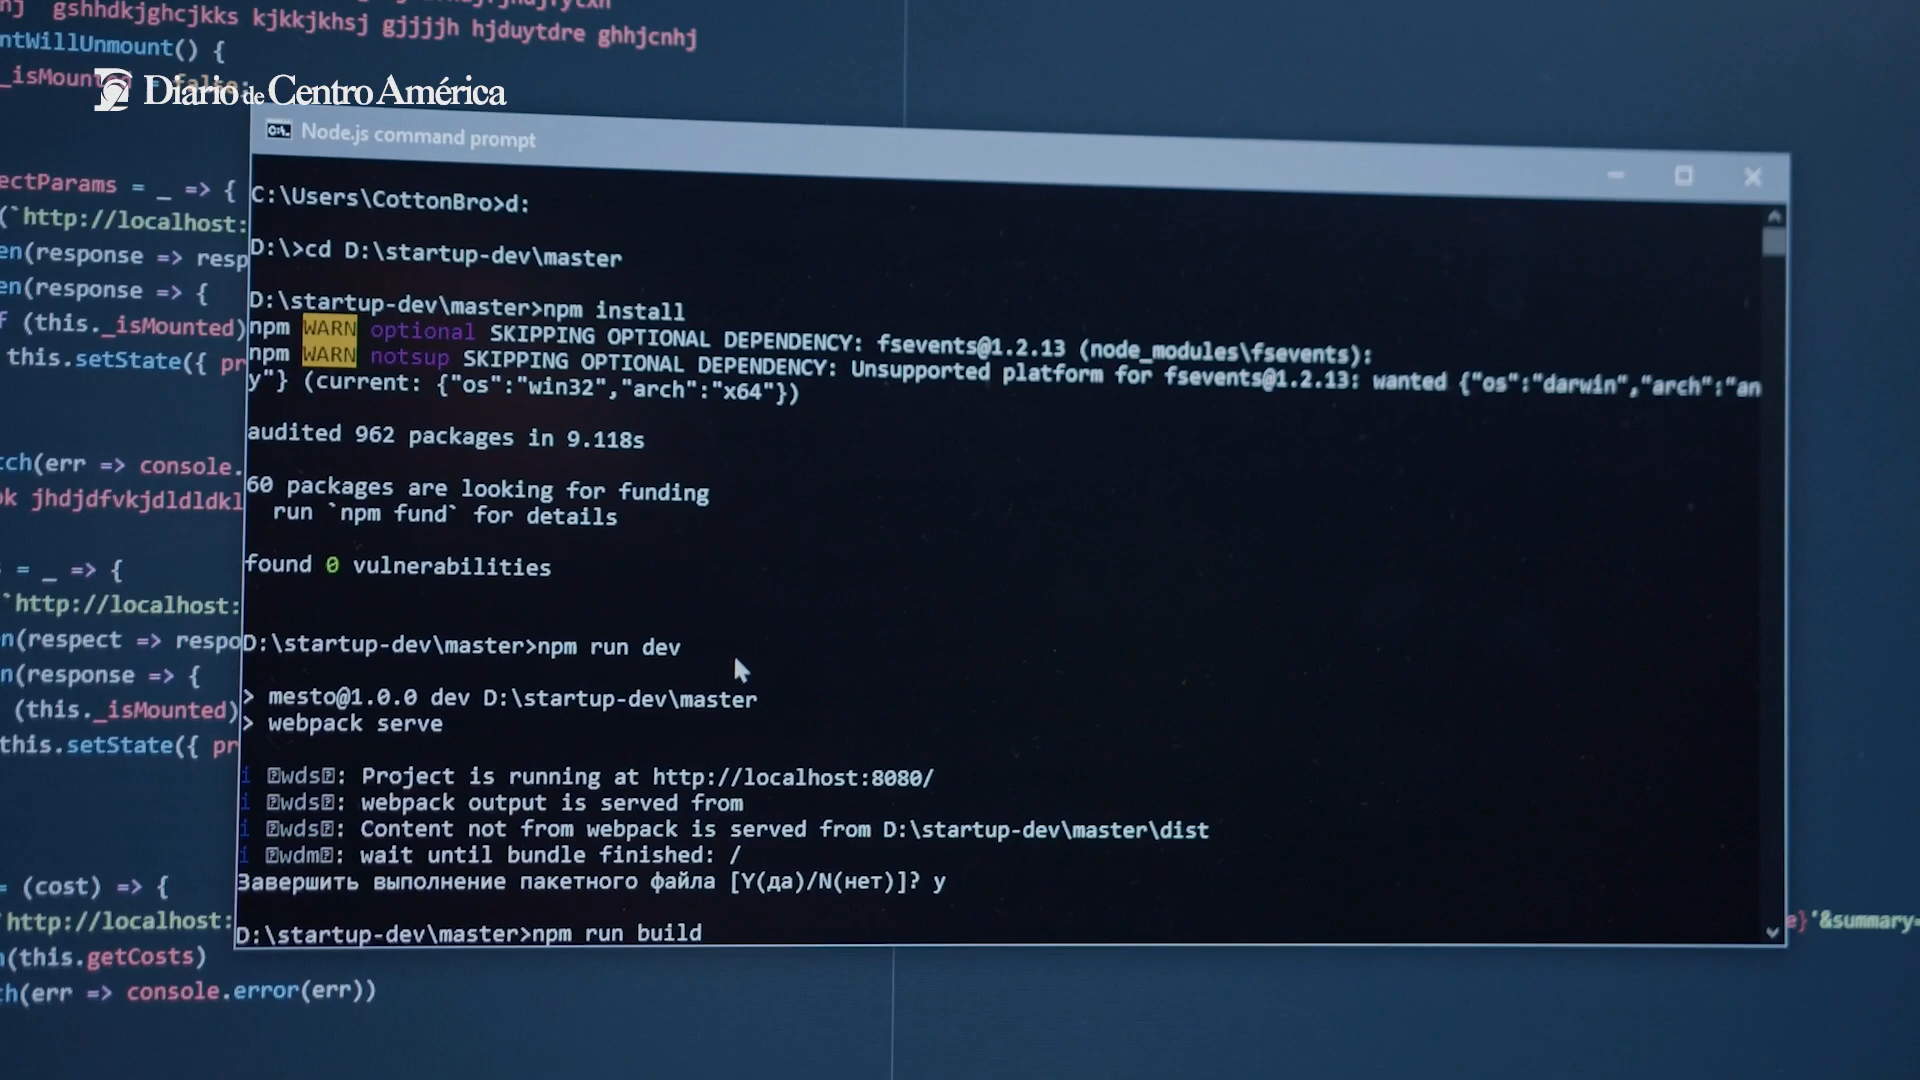 gshhdkjghcjkks kjkkjkhsj gjjjjh hjduytdre ghhjcnhj
ntWillUnmount() {
_isMounted = false;
Diario de Centro América
Node.js command prompt
C:\Users\CottonBro>d:
D:\>cd D:\startup-dev\master
D:\startup-dev\master>npm install
npm WARN optional SKIPPING OPTIONAL DEPENDENCY: fsevents@1.2.13 (node_modules\fsevents):
npm WARN notsup SKIPPING OPTIONAL DEPENDENCY: Unsupported platform for fsevents@1.2.13: wanted {"os":"darwin","arch":"an
y"} (current: {"os":"win32","arch":"x64"})
audited 962 packages in 9.118s
60 packages are looking for funding
run `npm fund` for details
found 0 vulnerabilities
D:\startup-dev\master>npm run dev
> mesto@1.0.0 dev D:\startup-dev\master
> webpack serve
i ⍰wds⍰: Project is running at http://localhost:8080/
i ⍰wds⍰: webpack output is served from
i ⍰wds⍰: Content not from webpack is served from D:\startup-dev\master\dist
i ⍰wdm⍰: wait until bundle finished: /
Завершить выполнение пакетного файла [Y(да)/N(нет)]? y
D:\startup-dev\master>npm run build
ectParams = _ => {
(`http://localhost:
en(response => resp
en(response => {
f (this._isMounted)
this.setState({ pr
tch(err => console.
ok jhdjdfvkjdldldkl
= _ => {
`http://localhost:
n(respect => respo
n(response => {
(this._isMounted)
this.setState({ pr
= (cost) => {
`http://localhost:
e}'&summary=
n(this.getCosts)
ch(err => console.error(err))